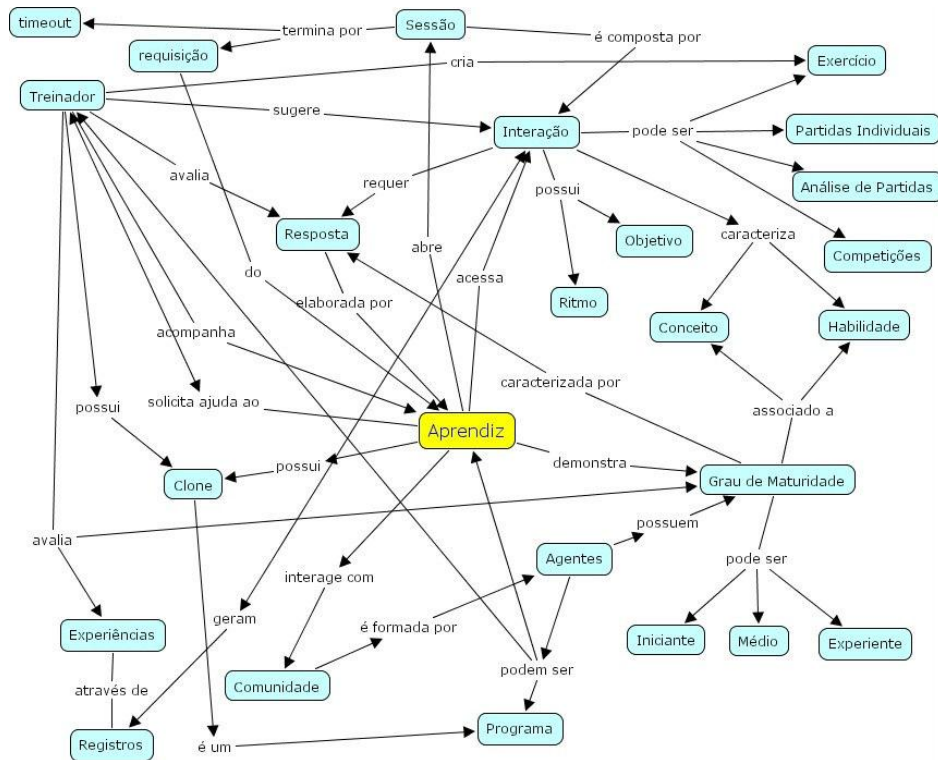 timeout
termina por
Sessão
é composta por
requisição
cria
Exercício
Treinador
sugere
Interação
pode ser
Partidas Individuais
avalia
requer
possui
Análise de Partidas
Resposta
Objetivo
caracteriza
abre
acessa
Competições
do
elaborada por
Ritmo
Conceito
Habilidade
acompanha
caracterizada por
possui
solicita ajuda ao
associado a
Aprendiz
possui
demonstra
Clone
Grau de Maturidade
possuem
avalia
Agentes
pode ser
interage com
geram
é formada por
Experiências
Iniciante
Médio
Experiente
podem ser
através de
Comunidade
Programa
Registros
é um